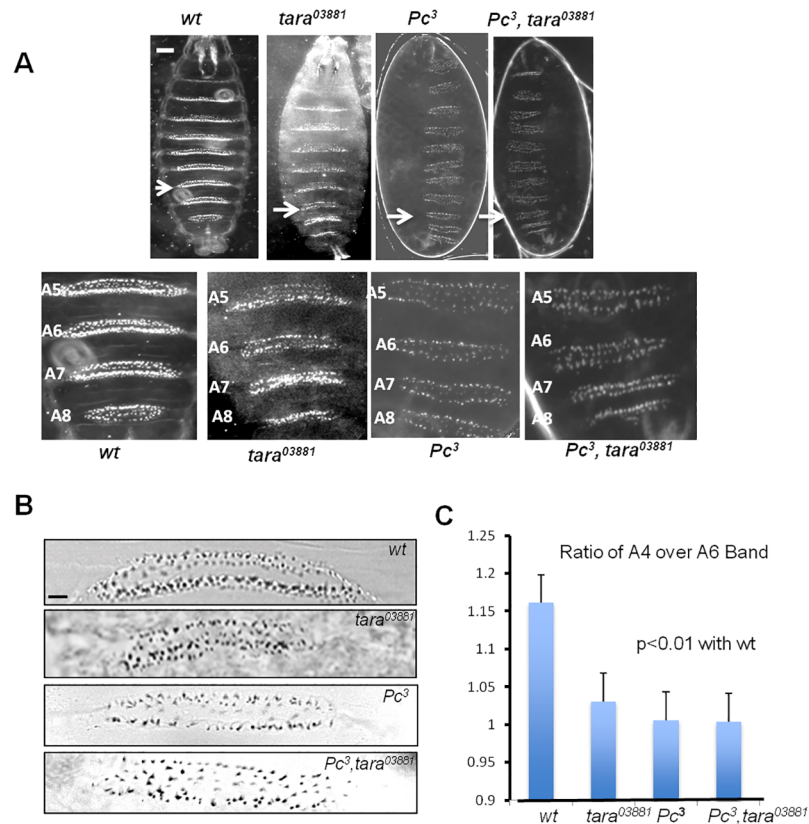 wt tara03881 Pc3 Pc3, tara03881
A
A5 A5 A5 A5
A6 A6 A6 A6
A7 A7 A7 A7
A8 A8 A8 A8
wt tara03881 Pc3 Pc3, tara03881
B
wt
tara03881
Pc3
Pc3,tara03881
C
Ratio of A4 over A6 Band
p<0.01 with wt
1.25
1.2
1.15
1.1
1.05
1
0.95
0.9
wt tara03881 Pc3 Pc3,tara03881